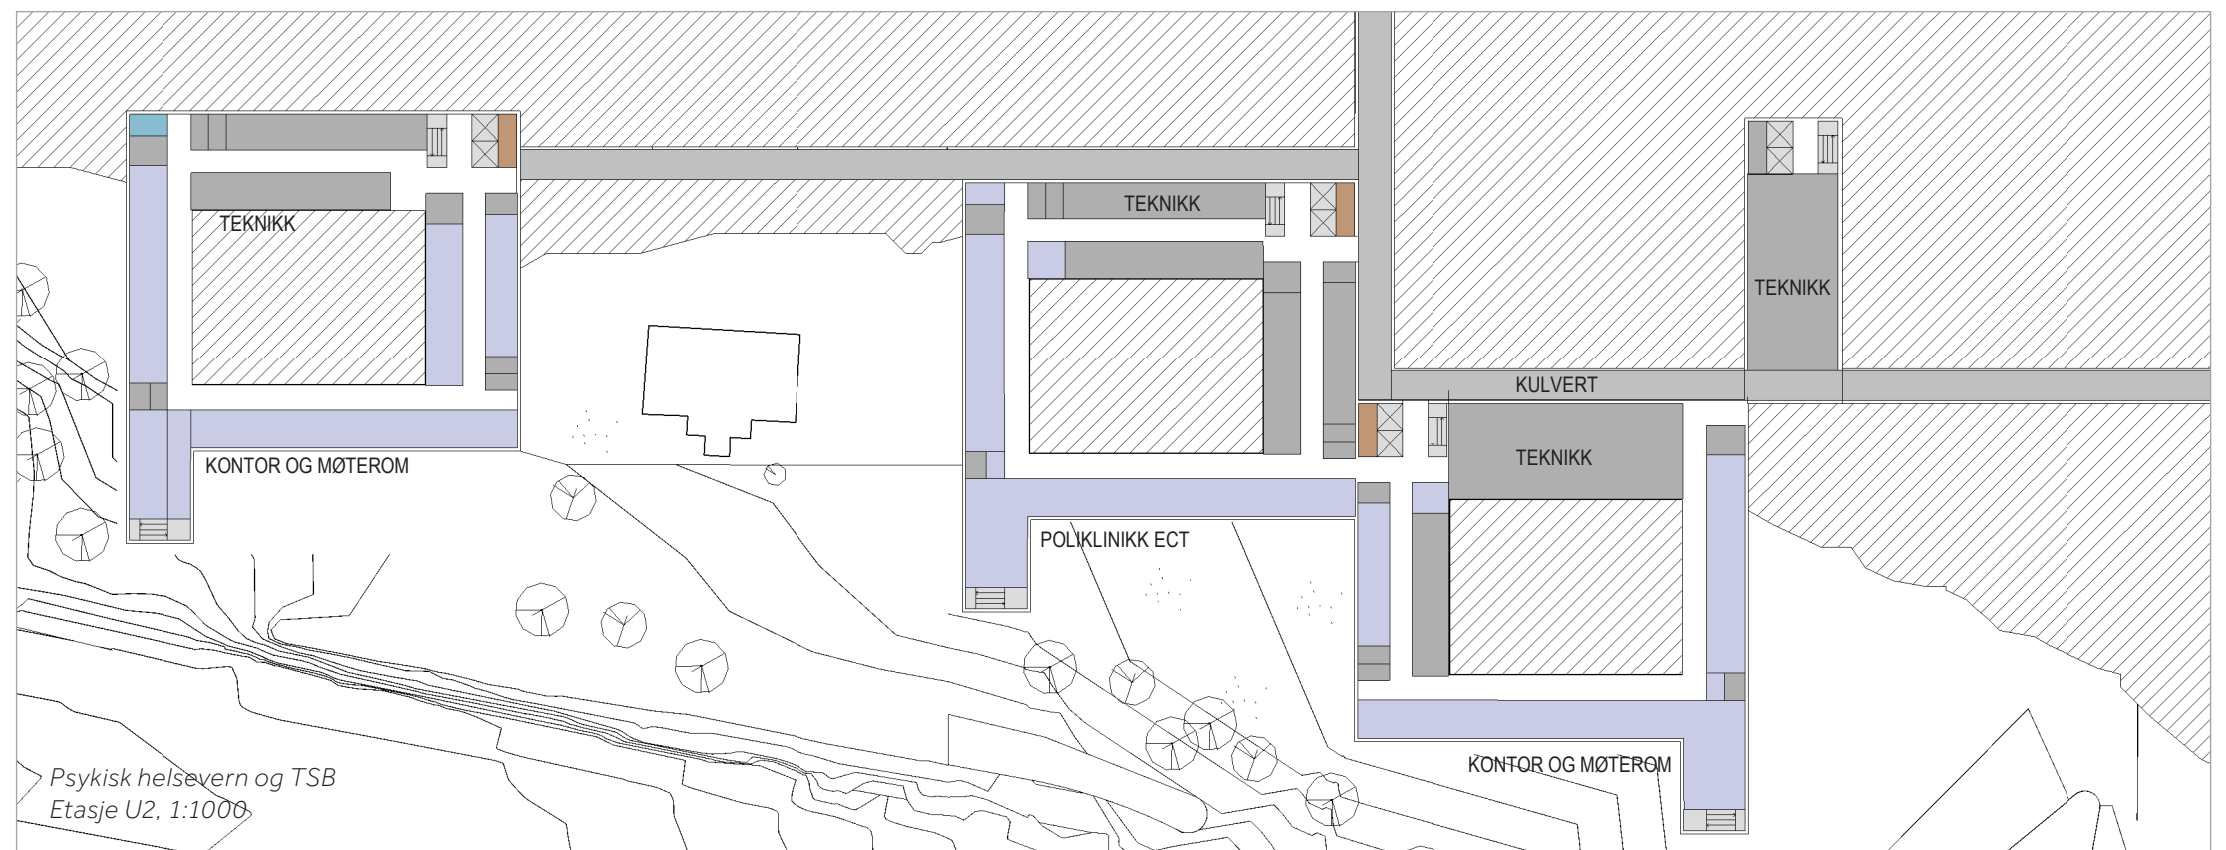 TEKNIKK
TEKNIKK
TEKNIKK
KULVERT
TEKNIKK
KONTOR OG MØTEROM
POLIKLINIKK ECT
KONTOR OG MØTEROM
Psykisk helsevern og TSB
Etasje U2, 1:1000